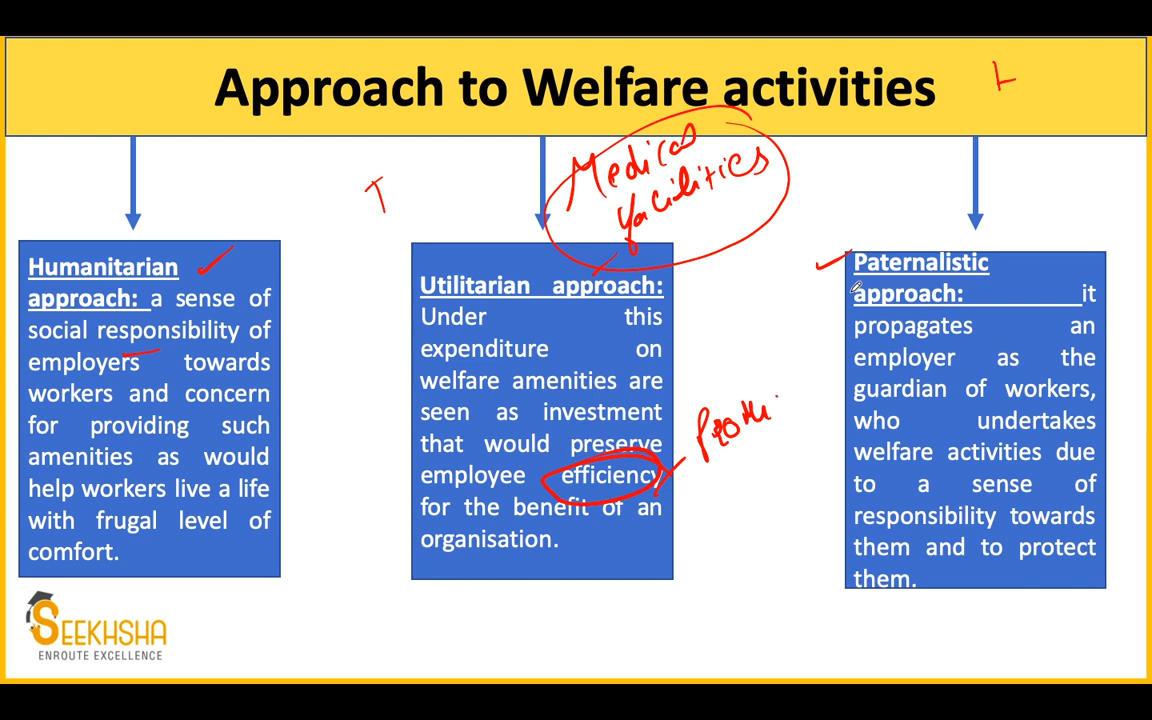 Approach to Welfare activities
Medical
facilities
Humanitarian
approach: a sense of
social responsibility of
employers towards
workers and concern
for providing such
amenities as would
help workers live a life
with frugal level of
comfort.
Utilitarian approach:
Under this
expenditure on
welfare amenities are
seen as investment
that would preserve
employee efficiency
for the benefit of an
organisation.
Paternalistic
approach: it
propagates an
employer as the
guardian of workers,
who undertakes
welfare activities due
to a sense of
responsibility towards
them and to protect
them.
SEEKHSHA
ENROUTE EXCELLENCE